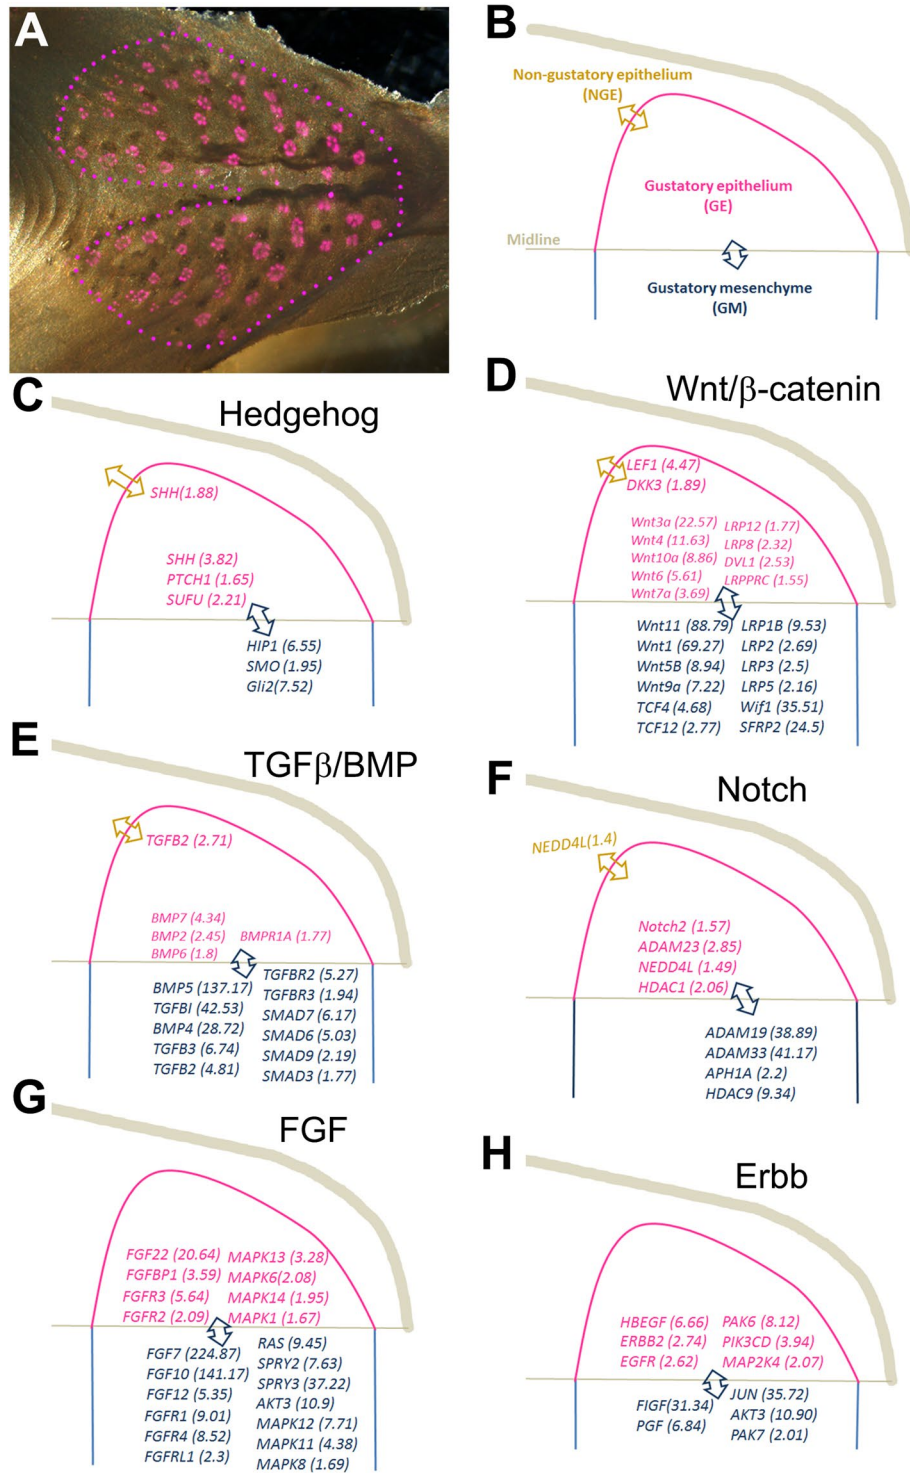 A
B
Non-gustatory epithelium
(NGE)
Gustatory epithelium
(GE)
Midline
Gustatory mesenchyme
(GM)
C
Hedgehog
SHH(1.88)
SHH (3.82)
PTCH1 (1.65)
SUFU (2.21)
HIP1 (6.55)
SMO (1.95)
Gli2(7.52)
D
Wnt/β-catenin
LEF1 (4.47)
DKK3 (1.89)
Wnt3a (22.57)
Wnt4 (11.63)
Wnt10a (8.86)
Wnt6 (5.61)
Wnt7a (3.69)
LRP12 (1.77)
LRP8 (2.32)
DVL1 (2.53)
LRPPRC (1.55)
Wnt11 (88.79)
Wnt1 (69.27)
Wnt5B (8.94)
Wnt9a (7.22)
TCF4 (4.68)
TCF12 (2.77)
LRP1B (9.53)
LRP2 (2.69)
LRP3 (2.5)
LRP5 (2.16)
Wif1 (35.51)
SFRP2 (24.5)
E
TGFβ/BMP
TGFB2 (2.71)
BMP7 (4.34)
BMP2 (2.45)
BMP6 (1.8)
BMPR1A (1.77)
BMP5 (137.17)
TGFBI (42.53)
BMP4 (28.72)
TGFB3 (6.74)
TGFB2 (4.81)
TGFBR2 (5.27)
TGFBR3 (1.94)
SMAD7 (6.17)
SMAD6 (5.03)
SMAD9 (2.19)
SMAD3 (1.77)
F
Notch
NEDD4L(1.4)
Notch2 (1.57)
ADAM23 (2.85)
NEDD4L (1.49)
HDAC1 (2.06)
ADAM19 (38.89)
ADAM33 (41.17)
APH1A (2.2)
HDAC9 (9.34)
G
FGF
FGF22 (20.64)
FGFBP1 (3.59)
FGFR3 (5.64)
FGFR2 (2.09)
MAPK13 (3.28)
MAPK6(2.08)
MAPK14 (1.95)
MAPK1 (1.67)
FGF7 (224.87)
FGF10 (141.17)
FGF12 (5.35)
FGFR1 (9.01)
FGFR4 (8.52)
FGFRL1 (2.3)
RAS (9.45)
SPRY2 (7.63)
SPRY3 (37.22)
AKT3 (10.9)
MAPK12 (7.71)
MAPK11 (4.38)
MAPK8 (1.69)
H
Erbb
HBEGF (6.66)
ERBB2 (2.74)
EGFR (2.62)
PAK6 (8.12)
PIK3CD (3.94)
MAP2K4 (2.07)
FIGF(31.34)
PGF (6.84)
JUN (35.72)
AKT3 (10.90)
PAK7 (2.01)